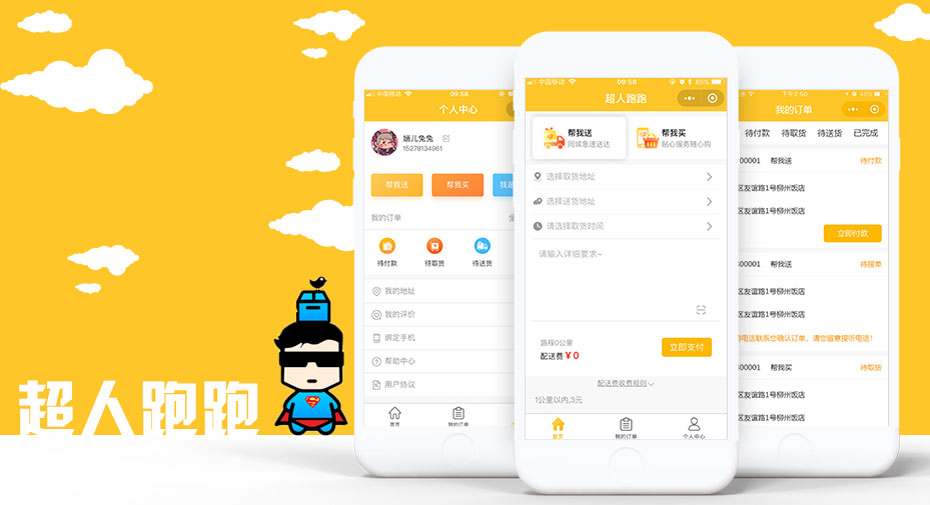 超人跑跑
中国移动
09:58
个人中心
嫡儿兔兔
15278134961
帮我送
帮我买
我是
我的订单
全
待付款
待取货
待送货
我的地址
我的评价
绑定手机
帮助中心
用户协议
首页
我的订单
中国移动
09:58
85%
超人跑跑
帮我送
同城急速送达
帮我买
贴心服务随心购
选择取货地址
选择送货地址
请选择取货时间
请输入详细要求~
路程0公里
配送费 ¥0
立即支付
配送费收费规则
1公里以内,3元
首页
我的订单
个人中心
下午2:50
45%
我的订单
待付款
待取货
待送货
已完成
00001 帮我送
待付款
区友谊路1号柳州饭店
区友谊路1号柳州饭店
立即付款
00001 帮我送
待接单
区友谊路1号柳州饭店
区友谊路1号柳州饭店
电话联系您确认订单，请您留意接听电话!
00001 帮我买
待取货
区友谊路1号柳州饭店
区友谊路1号柳州饭店